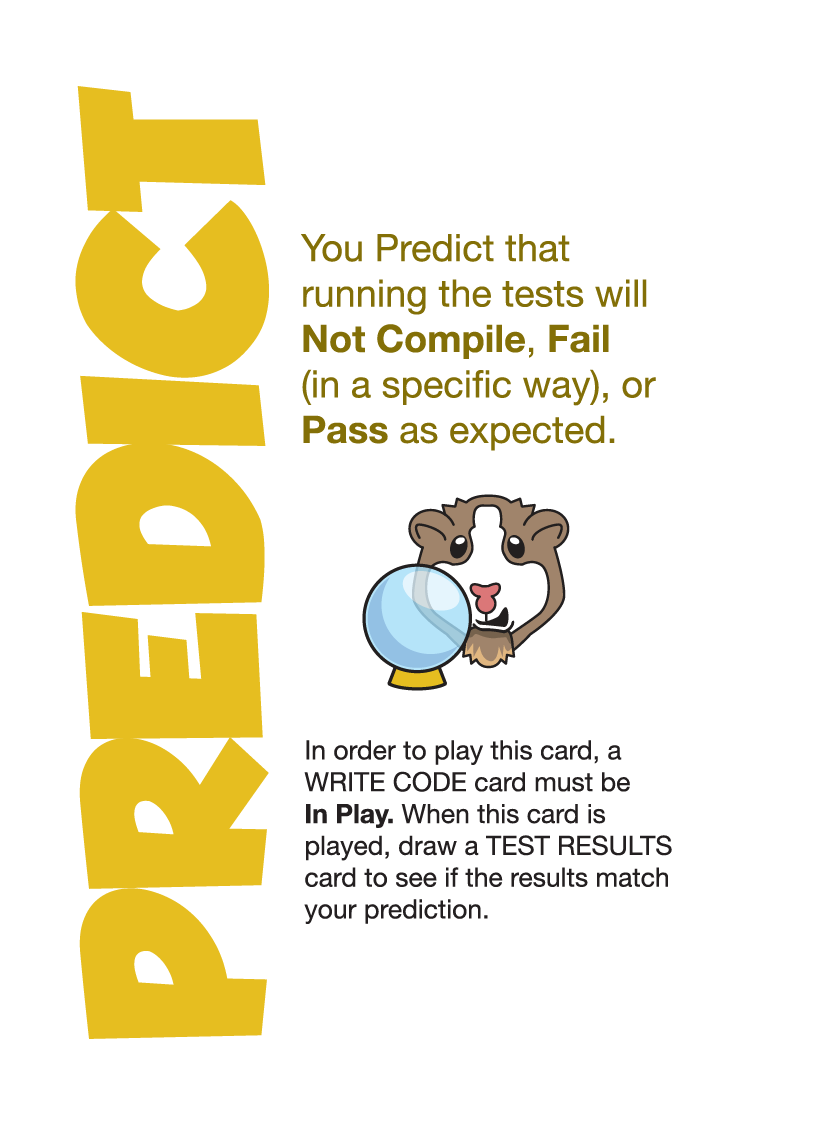 PREDICT
You Predict that
running the tests will
Not Compile, Fail
(in a specific way), or
Pass as expected.
In order to play this card, a
WRITE CODE card must be
In Play. When this card is
played, draw a TEST RESULTS
card to see if the results match
your prediction.